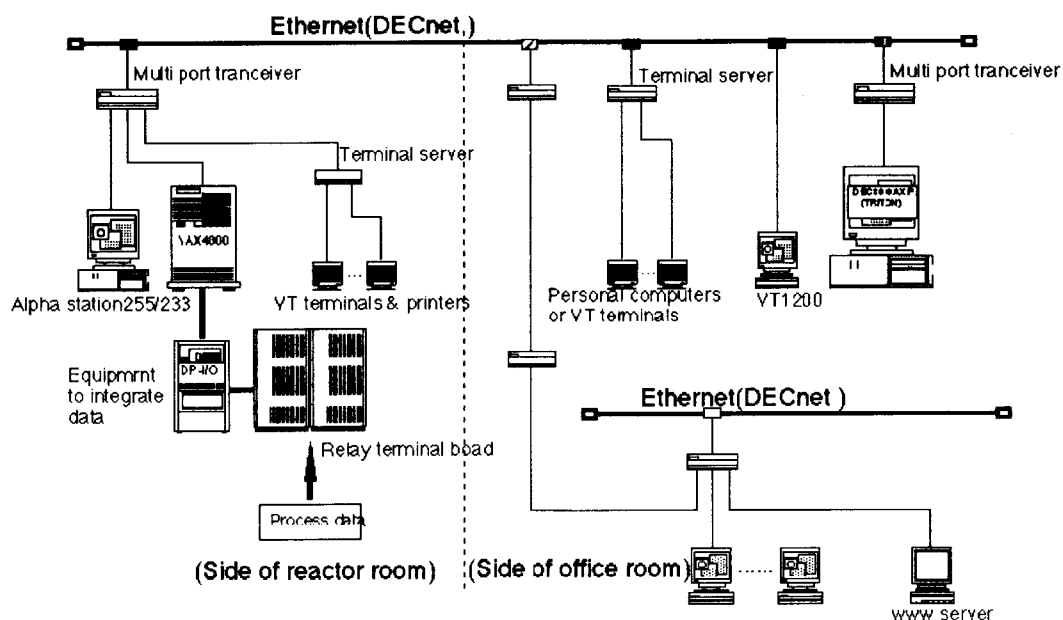 Ethernet(DECnet,)
Multi port tranceiver
Terminal server
Multi port tranceiver
Terminal server
VAX4000
(TRITON)
Alpha station255/233
VT terminals & printers
Personal computers
or VT terminals
VT1200
DP-I/O
Equipmrnt
to integrate
data
Ethernet(DECnet )
Relay terminal boad
Process data
(Side of reactor room)
(Side of office room)
www server